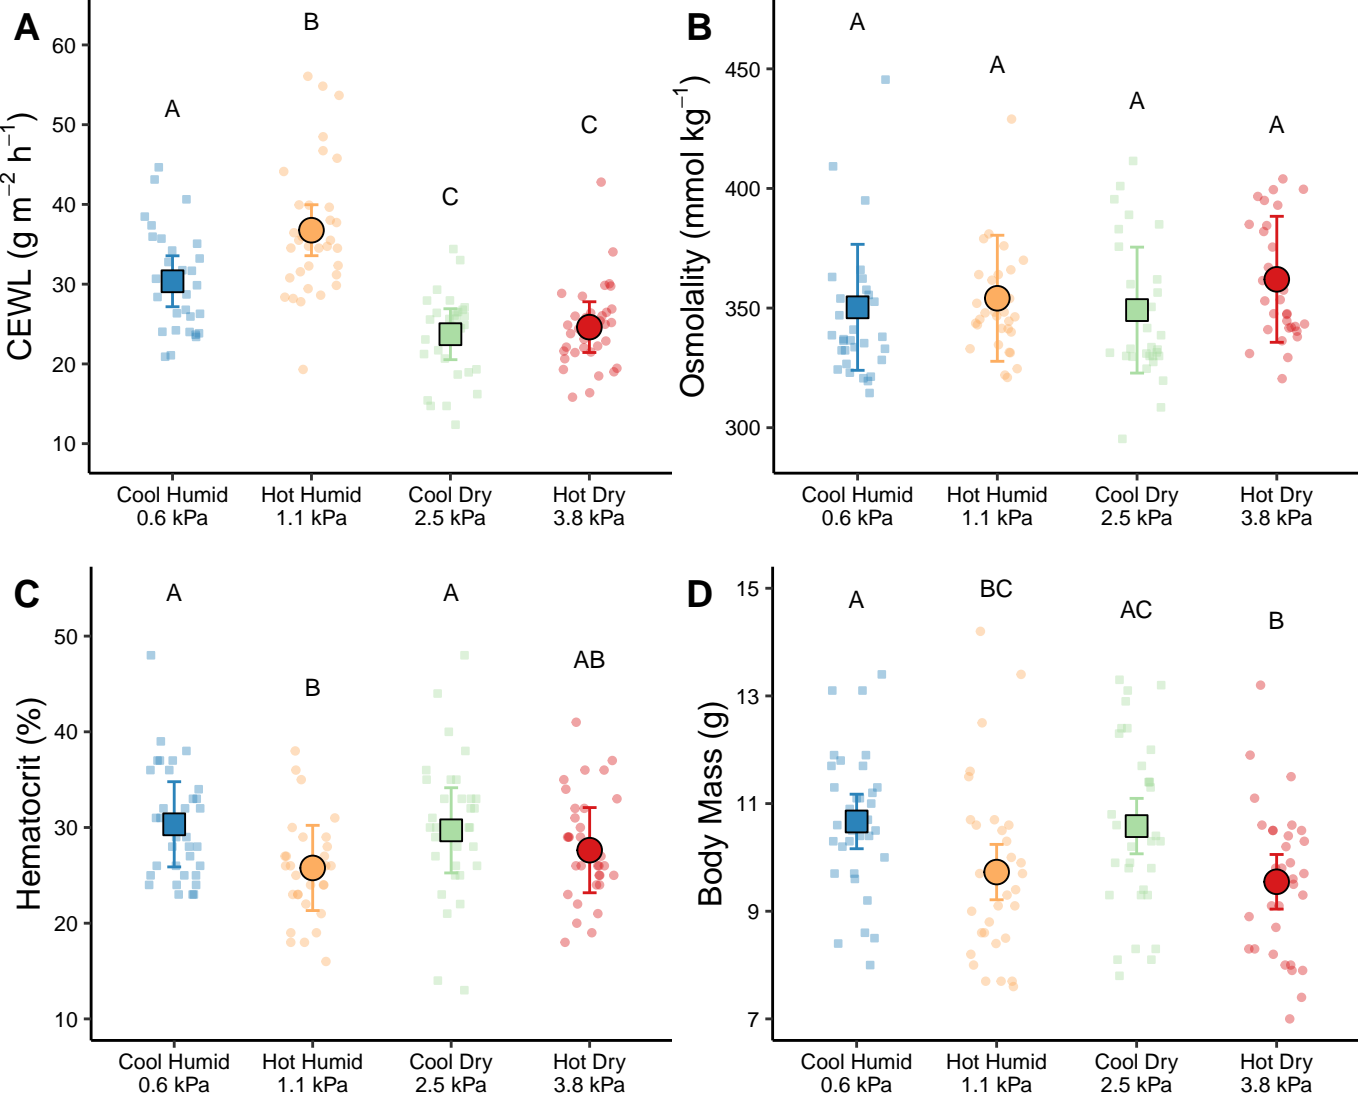 A
B
60
50
40
30
20
10
CEWL (g m⁻² h⁻¹)
A
B
C
C
Cool Humid
0.6 kPa
Hot Humid
1.1 kPa
Cool Dry
2.5 kPa
Hot Dry
3.8 kPa
450
400
350
300
Osmolality (mmol kg⁻¹)
A
A
A
A
Cool Humid
0.6 kPa
Hot Humid
1.1 kPa
Cool Dry
2.5 kPa
Hot Dry
3.8 kPa
C
50
40
30
20
10
Hematocrit (%)
A
B
A
AB
Cool Humid
0.6 kPa
Hot Humid
1.1 kPa
Cool Dry
2.5 kPa
Hot Dry
3.8 kPa
D
15
13
11
9
7
Body Mass (g)
A
BC
AC
B
Cool Humid
0.6 kPa
Hot Humid
1.1 kPa
Cool Dry
2.5 kPa
Hot Dry
3.8 kPa